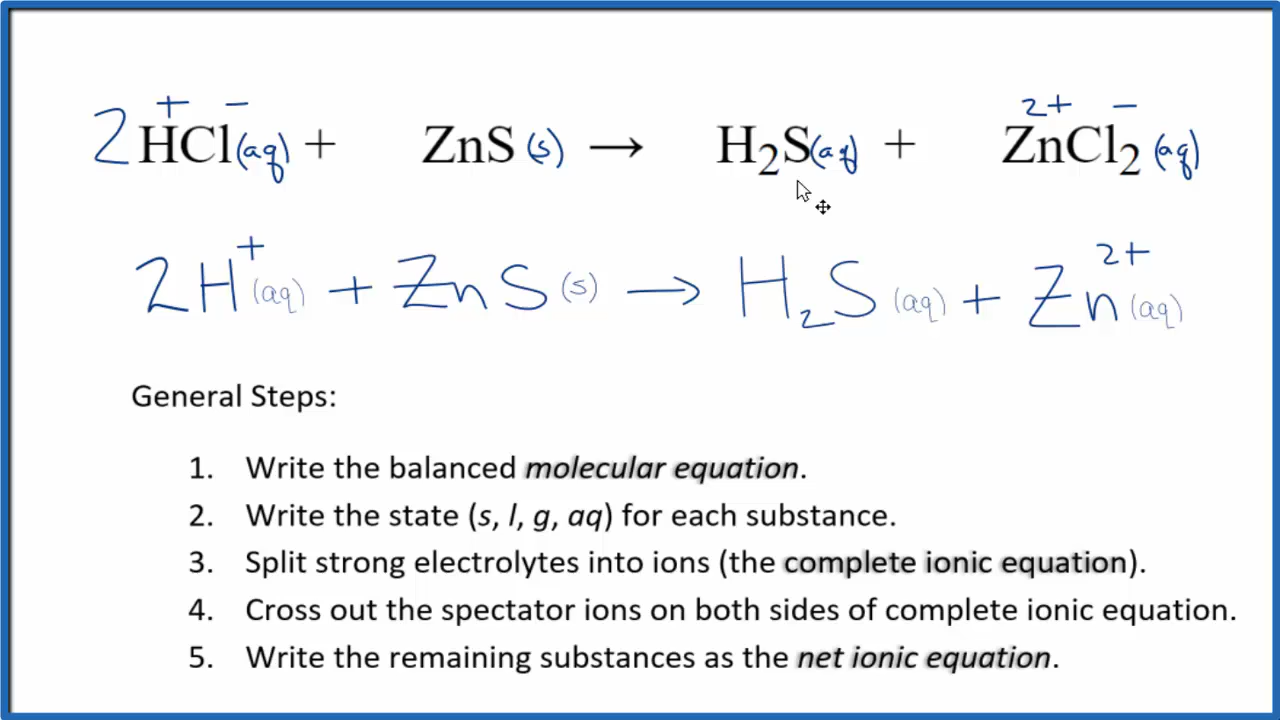 2HCl⁺ ⁻(aq) + ZnS(s) → H₂S(aq) + Zn²⁺Cl⁻₂(aq)
2H⁺(aq) + ZnS(s) → H₂S(aq) + Zn²⁺(aq)
General Steps:
1. Write the balanced molecular equation.
2. Write the state (s, l, g, aq) for each substance.
3. Split strong electrolytes into ions (the complete ionic equation).
4. Cross out the spectator ions on both sides of complete ionic equation.
5. Write the remaining substances as the net ionic equation.